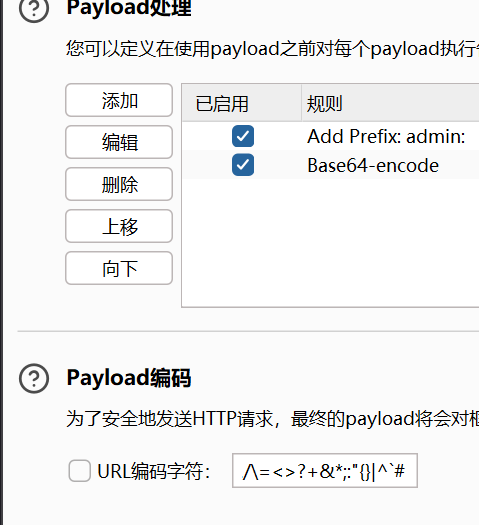 Payload处理
您可以定义在使用payload之前对每个payload执行
添加
编辑
删除
上移
向下
已启用 规则
Add Prefix: admin:
Base64-encode
Payload编码
为了安全地发送HTTP请求，最终的payload将会对
URL编码字符： /\=<>?+&*;:"{}|^`#